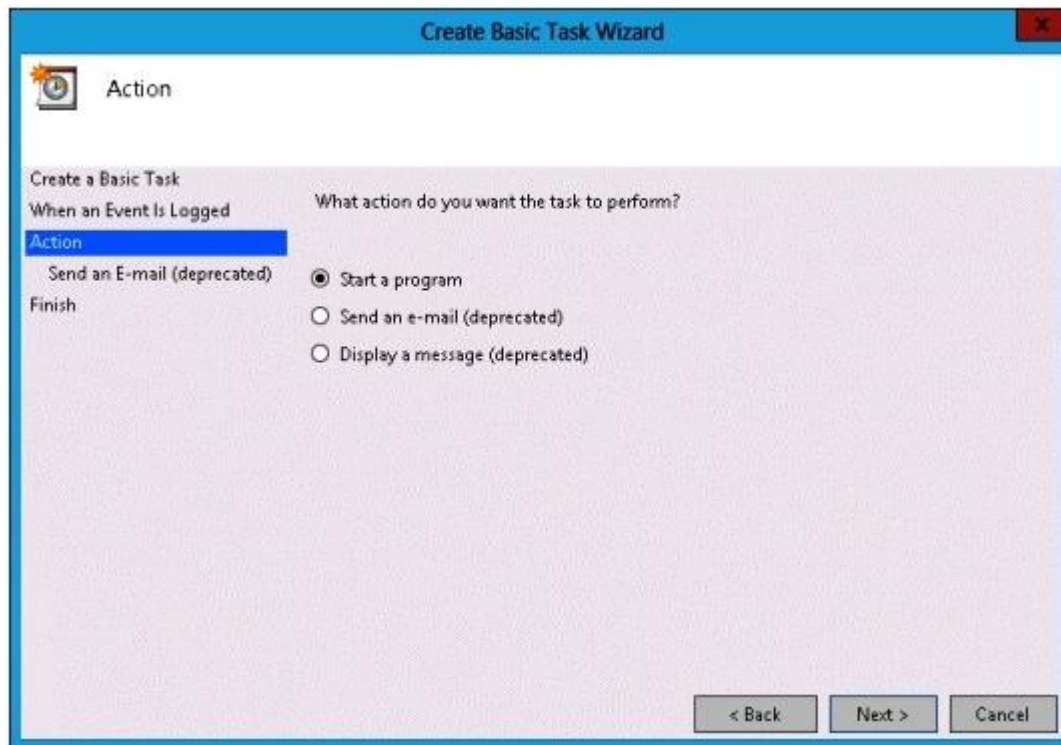 Create Basic Task Wizard
x
Action
Create a Basic Task
When an Event Is Logged
Action
Send an E-mail (deprecated)
Finish
What action do you want the task to perform?
Start a program
Send an e-mail (deprecated)
Display a message (deprecated)
< Back
Next >
Cancel